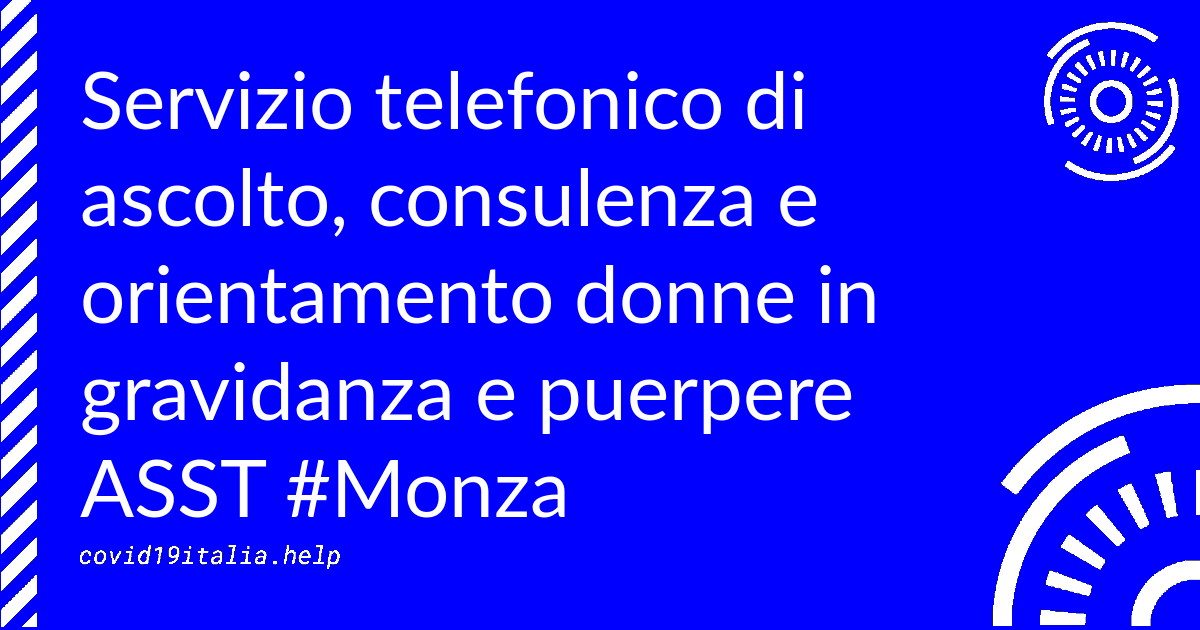 Servizio telefonico di
ascolto, consulenza e
orientamento donne in
gravidanza e puerpere
ASST #Monza
covid19italia.help